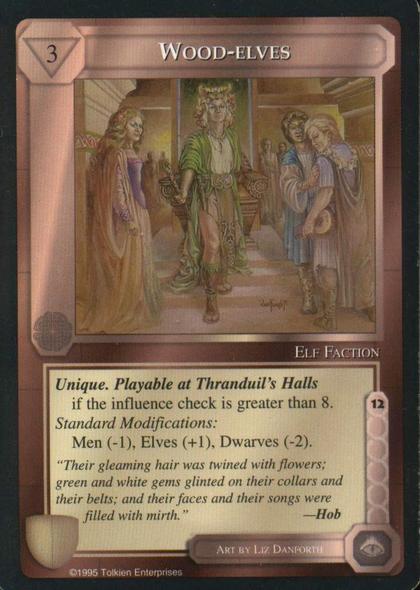 3
WOOD-ELVES
ELF FACTION
Unique. Playable at Thranduil's Halls
if the influence check is greater than 8.
Standard Modifications:
Men (-1), Elves (+1), Dwarves (-2).
12
"Their gleaming hair was twined with flowers;
green and white gems glinted on their collars and
their belts; and their faces and their songs were
filled with mirth." —Hob
ART BY LIZ DANFORTH
©1995 Tolkien Enterprises